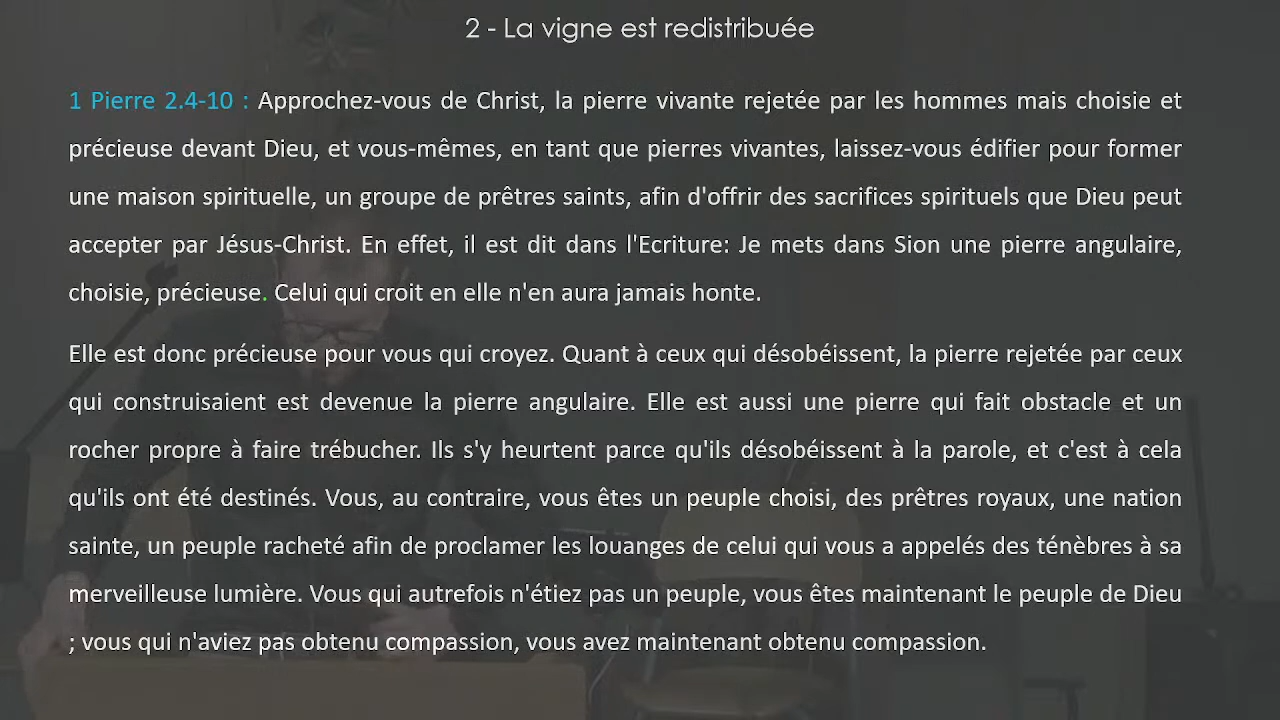 2 - La vigne est redistribuée
1 Pierre 2.4-10 : Approchez-vous de Christ, la pierre vivante rejetée par les hommes mais choisie et
précieuse devant Dieu, et vous-mêmes, en tant que pierres vivantes, laissez-vous édifier pour former
une maison spirituelle, un groupe de prêtres saints, afin d'offrir des sacrifices spirituels que Dieu peut
accepter par Jésus-Christ. En effet, il est dit dans l'Ecriture: Je mets dans Sion une pierre angulaire,
choisie, précieuse. Celui qui croit en elle n'en aura jamais honte.
Elle est donc précieuse pour vous qui croyez. Quant à ceux qui désobéissent, la pierre rejetée par ceux
qui construisaient est devenue la pierre angulaire. Elle est aussi une pierre qui fait obstacle et un
rocher propre à faire trébucher. Ils s'y heurtent parce qu'ils désobéissent à la parole, et c'est à cela
qu'ils ont été destinés. Vous, au contraire, vous êtes un peuple choisi, des prêtres royaux, une nation
sainte, un peuple racheté afin de proclamer les louanges de celui qui vous a appelés des ténèbres à sa
merveilleuse lumière. Vous qui autrefois n'étiez pas un peuple, vous êtes maintenant le peuple de Dieu
; vous qui n'aviez pas obtenu compassion, vous avez maintenant obtenu compassion.